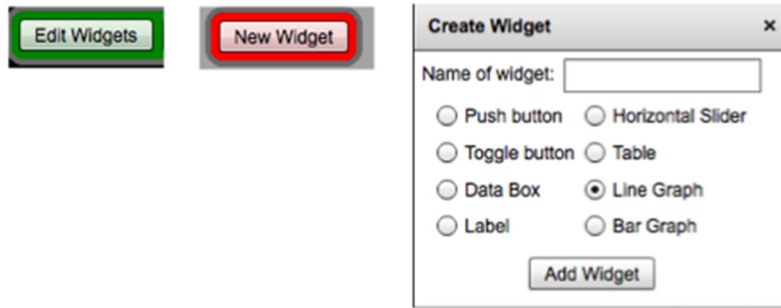 Edit Widgets
New Widget
Create Widget ×
Name of widget:
Push button Horizontal Slider
Toggle button Table
Data Box Line Graph
Label Bar Graph
Add Widget